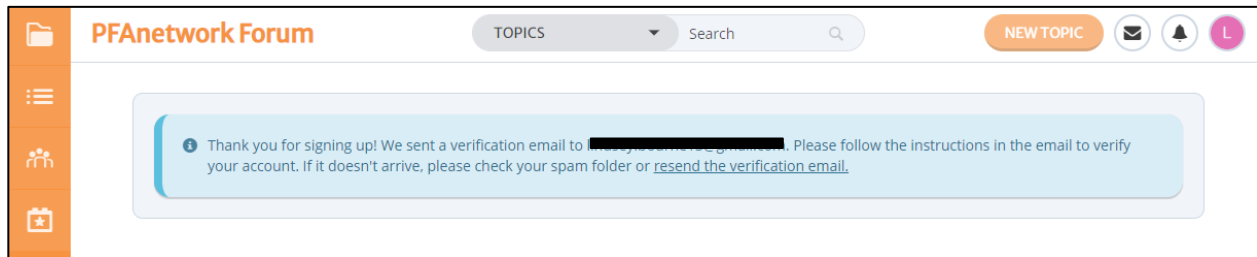 PFAnetwork Forum
TOPICS
Search
NEW TOPIC
L
Thank you for signing up! We sent a verification email to . Please follow the instructions in the email to verify
your account. If it doesn't arrive, please check your spam folder or resend the verification email.